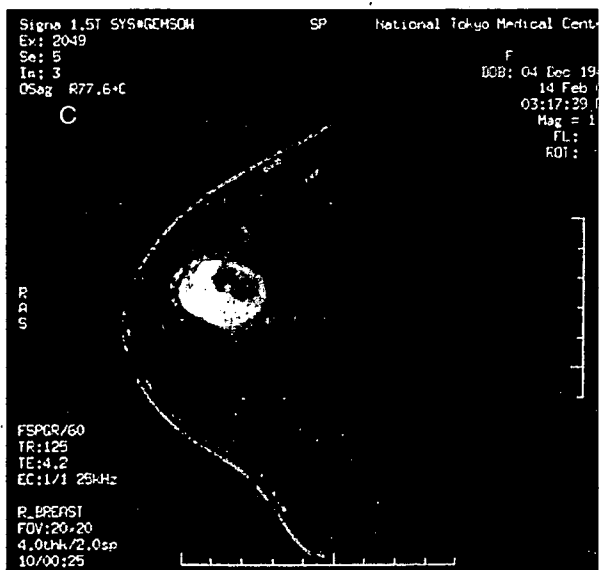 Signa 1.5T SYS#GEMSOW
Ex: 2049
Se: 5
Im: 3
OSag R77.6+C
C
SP
National Tokyo Medical Cent
F
DOB: 04 Dec 19
14 Feb
03:17:29
Mag = 1
FL:
ROT:
R
A
S
FSPGR/60
TR:125
TE:4.2
EC:1/1 25kHz
R_BREAST
FOV:20×20
4.0thk/2.0sp
10/00:25